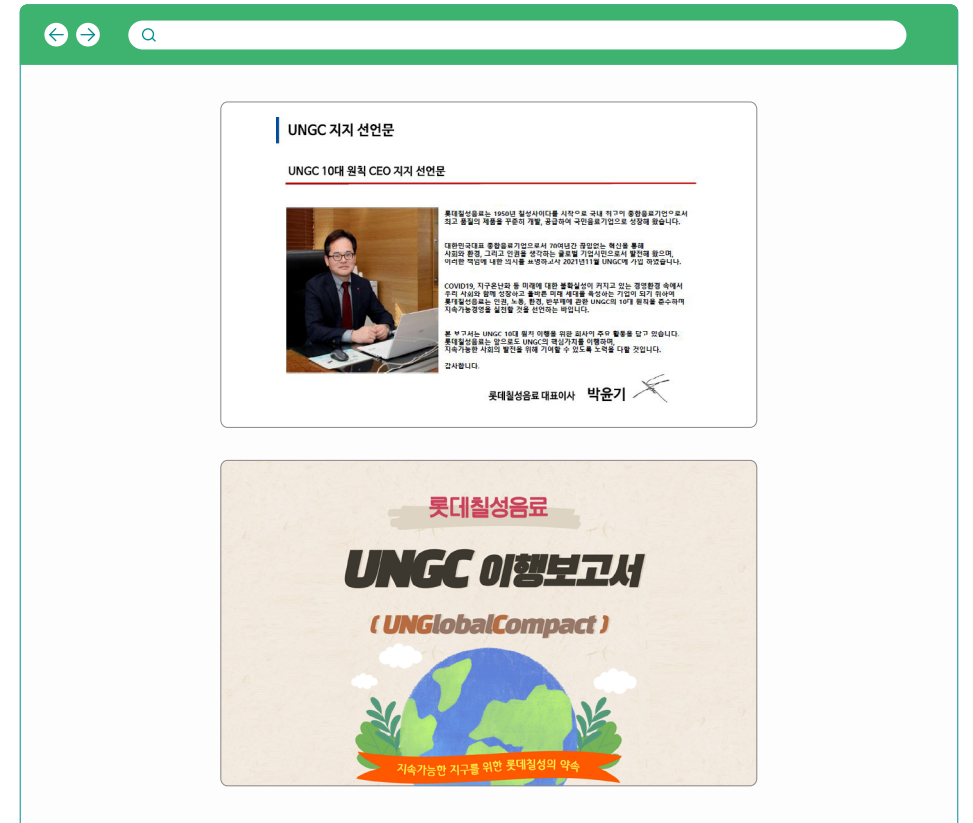 UNGC 지지 선언문
UNGC 10대 원칙 CEO 지지 선언문
롯데칠성음료는 1950년 칠성사이다를 시작으로 국내 최고의 종합음료기업으로서
최고 품질의 제품을 꾸준히 개발, 공급하여 국민음료기업으로 성장해 왔습니다.
대한민국대표 종합음료기업으로서 70여년간 끊임없는 혁신을 통해
사회와 환경, 그리고 인권을 생각하는 글로벌 기업시민으로서 발전해 왔으며,
이러한 책임에 대한 의지를 표명하고자 2021년11월 UNGC에 가입 하였습니다.
COVID19, 지구온난화 등 미래에 대한 불확실성이 커지고 있는 경영환경 속에서
우리 사회와 함께 성장하고 올바른 미래 세대를 육성하는 기업이 되기 위하여
롯데칠성음료는 인권, 노동, 환경, 반부패에 관한 UNGC의 10대 원칙을 준수하며
지속가능경영을 실천할 것을 선언하는 바입니다.
본 보고서는 UNGC 10대 원칙 이행을 위한 회사의 주요 활동을 담고 있습니다.
롯데칠성음료는 앞으로도 UNGC의 핵심가치를 이행하며,
지속가능한 사회의 발전을 위해 기여할 수 있도록 노력을 다할 것입니다.
감사합니다.
롯데칠성음료 대표이사 박윤기
롯데칠성음료
UNGC 이행보고서
( UNGlobalCompact )
지속가능한 지구를 위한 롯데칠성의 약속